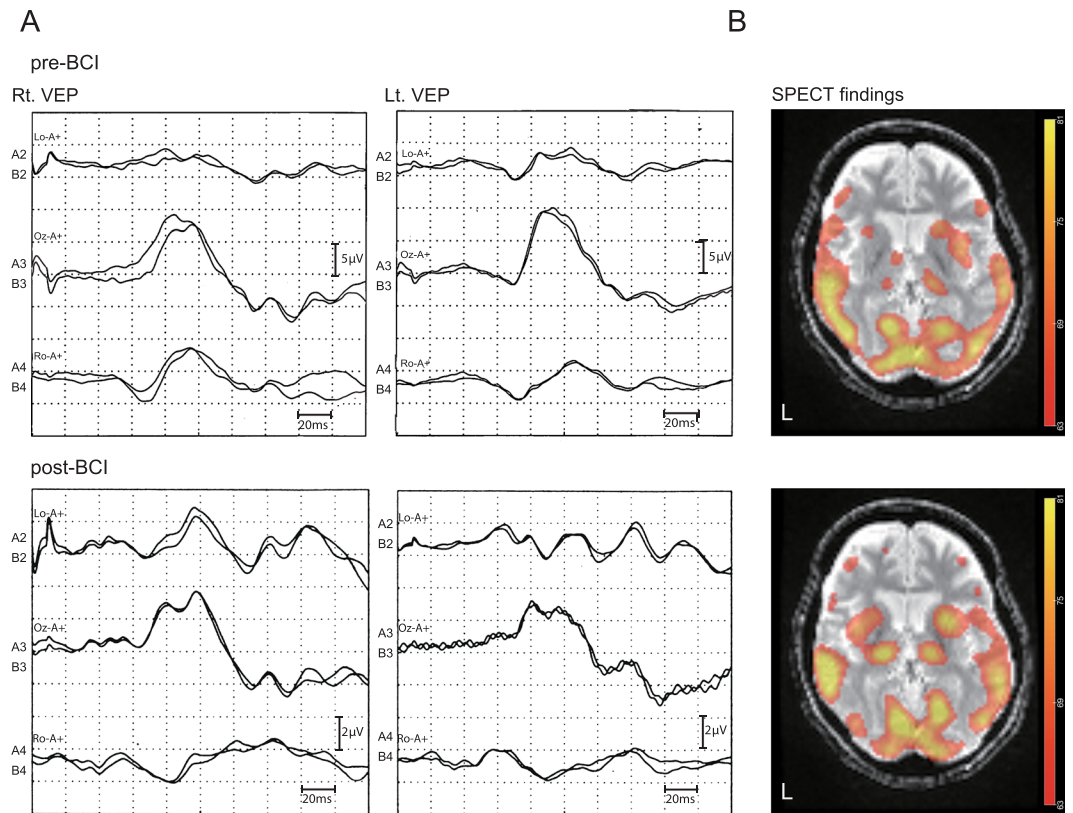 A
B
pre-BCI
Rt. VEP
Lt. VEP
SPECT findings
Lo-A+
A2
B2
Oz-A+
A3
B3
5μV
Ro-A+
A4
B4
20ms
Lo-A+
A2
B2
Oz-A+
A3
B3
5μV
Ro-A+
A4
B4
20ms
81
75
69
63
L
post-BCI
Lo-A+
A2
B2
Oz-A+
A3
B3
Ro-A+
A4
B4
2μV
20ms
Lo-A+
A2
B2
Oz-A+
A3
B3
Ro-A+
A4
B4
2μV
20ms
81
75
69
63
L